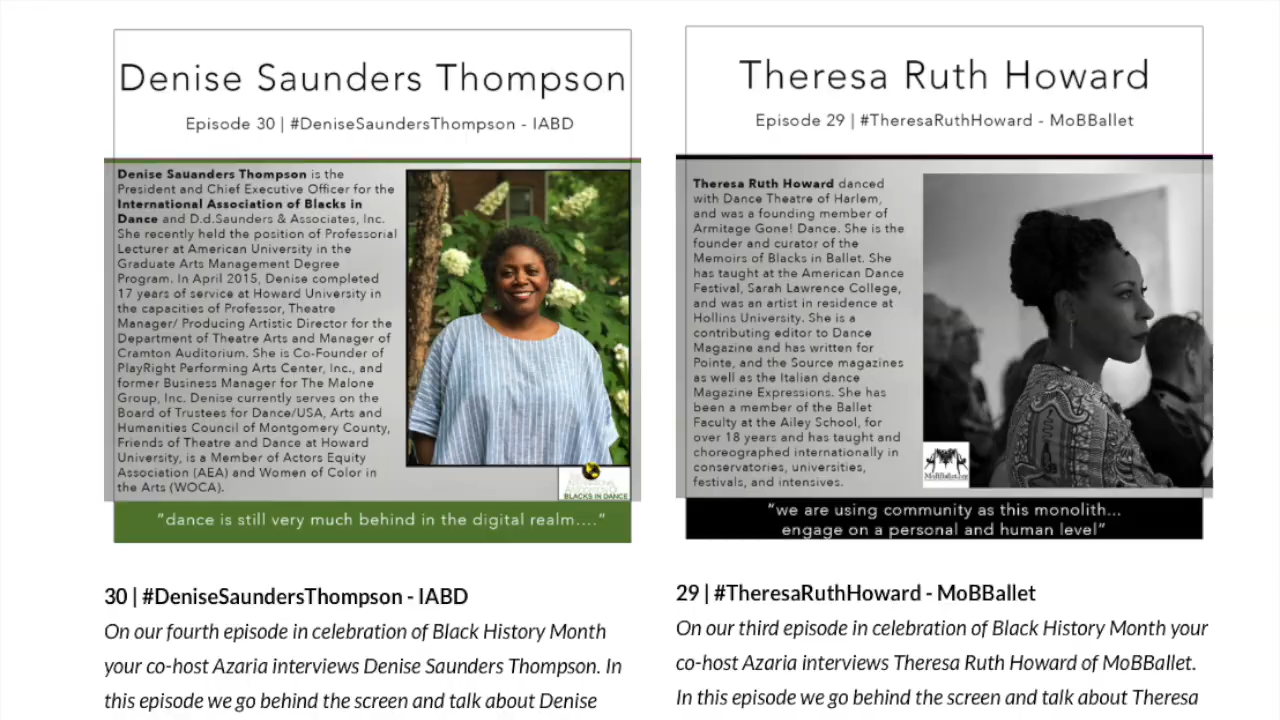 Denise Saunders Thompson
Episode 30 | #DeniseSaundersThompson - IABD
Denise Sauanders Thompson is the
President and Chief Executive Officer for the
International Association of Blacks in
Dance and D.d.Saunders & Associates, Inc.
She recently held the position of Professorial
Lecturer at American University in the
Graduate Arts Management Degree
Program. In April 2015, Denise completed
17 years of service at Howard University in
the capacities of Professor, Theatre
Manager/ Producing Artistic Director for the
Department of Theatre Arts and Manager of
Cramton Auditorium. She is Co-Founder of
PlayRight Performing Arts Center, Inc., and
former Business Manager for The Malone
Group, Inc. Denise currently serves on the
Board of Trustees for Dance/USA, Arts and
Humanities Council of Montgomery County,
Friends of Theatre and Dance at Howard
University, is a Member of Actors Equity
Association (AEA) and Women of Color in
the Arts (WOCA).
BLACKS IN DANCE
"dance is still very much behind in the digital realm...."
30 | #DeniseSaundersThompson - IABD
On our fourth episode in celebration of Black History Month
your co-host Azaria interviews Denise Saunders Thompson. In
this episode we go behind the screen and talk about Denise
Theresa Ruth Howard
Episode 29 | #TheresaRuthHoward - MoBBallet
Theresa Ruth Howard danced
with Dance Theatre of Harlem,
and was a founding member of
Armitage Gone! Dance. She is the
founder and curator of the
Memoirs of Blacks in Ballet. She
has taught at the American Dance
Festival, Sarah Lawrence College,
and was an artist in residence at
Hollins University. She is a
contributing editor to Dance
Magazine and has written for
Pointe, and the Source magazines
as well as the Italian dance
Magazine Expressions. She has
been a member of the Ballet
Faculty at the Ailey School, for
over 18 years and has taught and
choreographed internationally in
conservatories, universities,
festivals, and intensives.
MoBBallet.org
"we are using community as this monolith...
engage on a personal and human level"
29 | #TheresaRuthHoward - MoBBallet
On our third episode in celebration of Black History Month your
co-host Azaria interviews Theresa Ruth Howard of MoBBallet.
In this episode we go behind the screen and talk about Theresa